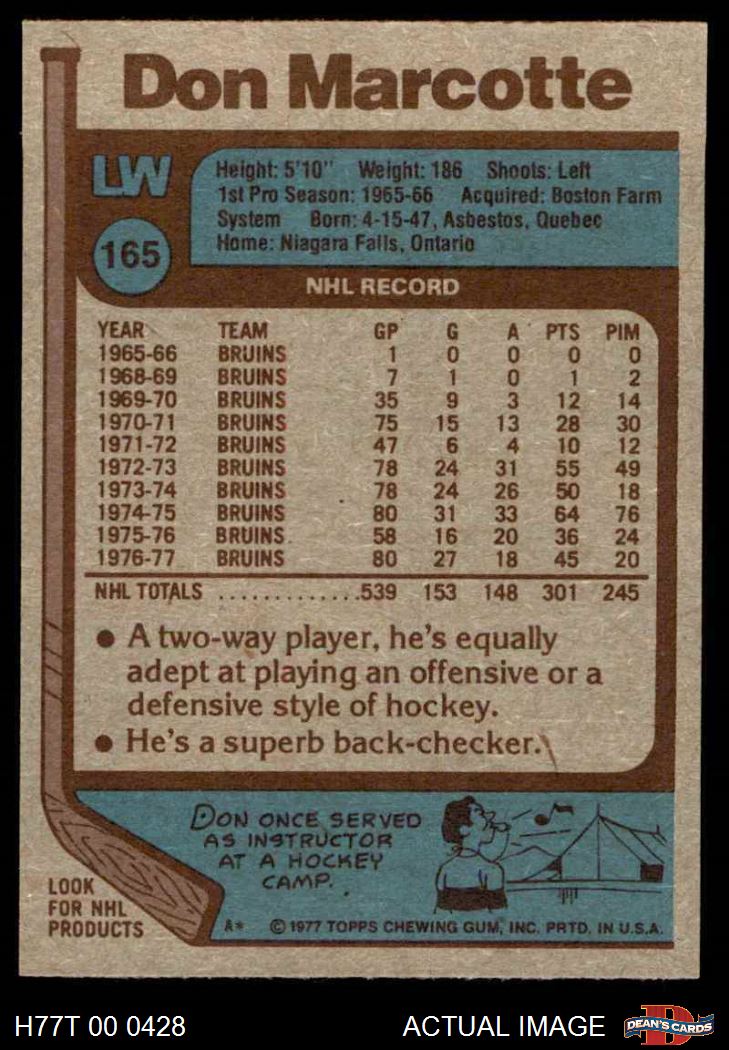 Don Marcotte
LW
165
Height: 5'10" Weight: 186 Shoots: Left
1st Pro Season: 1965-66 Acquired: Boston Farm
System Born: 4-15-47, Asbestos, Quebec
Home: Niagara Falls, Ontario
NHL RECORD
YEAR TEAM GP G A PTS PIM
1965-66 BRUINS 1 0 0 0 0
1968-69 BRUINS 7 1 0 1 2
1969-70 BRUINS 35 9 3 12 14
1970-71 BRUINS 75 15 13 28 30
1971-72 BRUINS 47 6 4 10 12
1972-73 BRUINS 78 24 31 55 49
1973-74 BRUINS 78 24 26 50 18
1974-75 BRUINS 80 31 33 64 76
1975-76 BRUINS 58 16 20 36 24
1976-77 BRUINS 80 27 18 45 20
NHL TOTALS .............539 153 148 301 245
• A two-way player, he's equally
adept at playing an offensive or a
defensive style of hockey.
• He's a superb back-checker.
DON ONCE SERVED
AS INSTRUCTOR
AT A HOCKEY
CAMP.
LOOK
FOR NHL
PRODUCTS
A* © 1977 TOPPS CHEWING GUM, INC. PRTD. IN U.S.A.
H77T 00 0428 ACTUAL IMAGE
D
DEAN'S CARDS